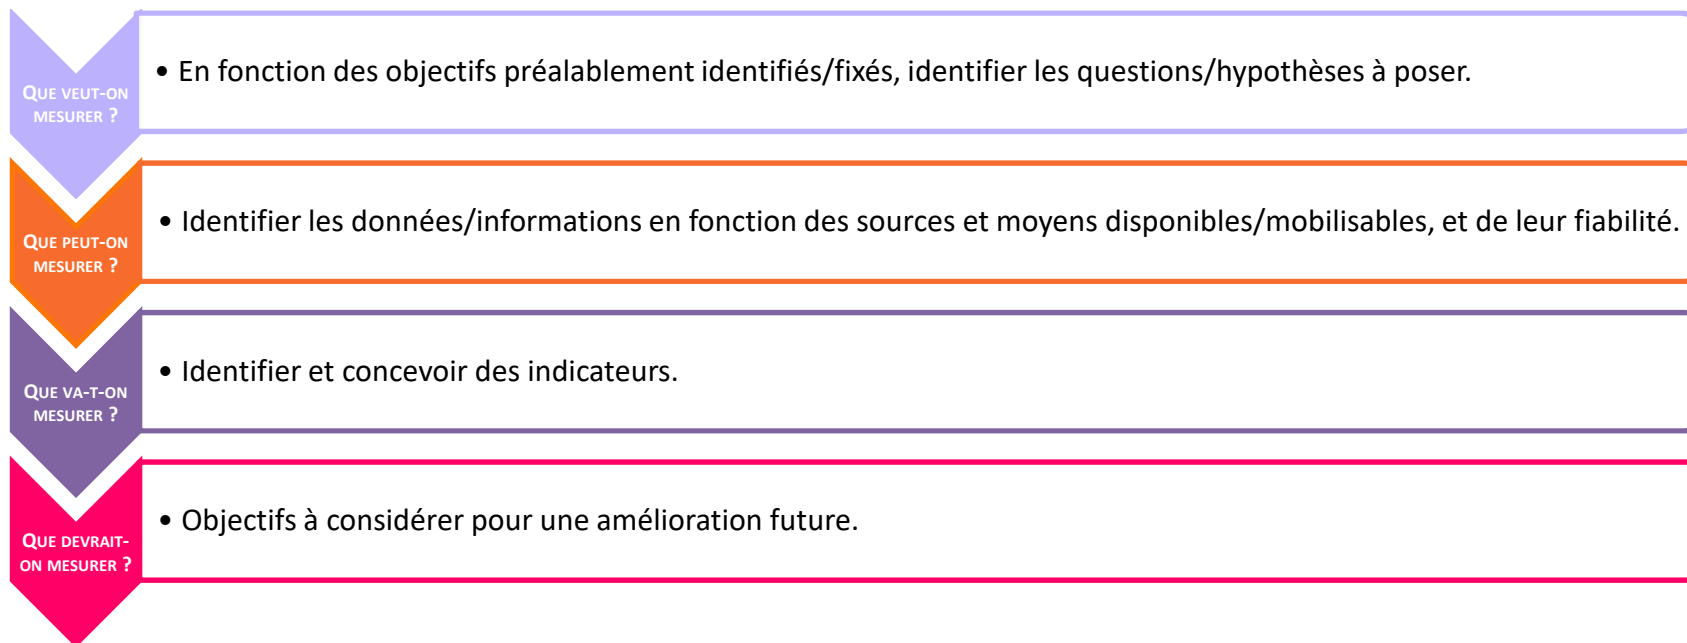 QUE VEUT-ON
MESURER ?
• En fonction des objectifs préalablement identifiés/fixés, identifier les questions/hypothèses à poser.
QUE PEUT-ON
MESURER ?
• Identifier les données/informations en fonction des sources et moyens disponibles/mobilisables, et de leur fiabilité.
QUE VA-T-ON
MESURER ?
• Identifier et concevoir des indicateurs.
QUE DEVRAIT-
ON MESURER ?
• Objectifs à considérer pour une amélioration future.